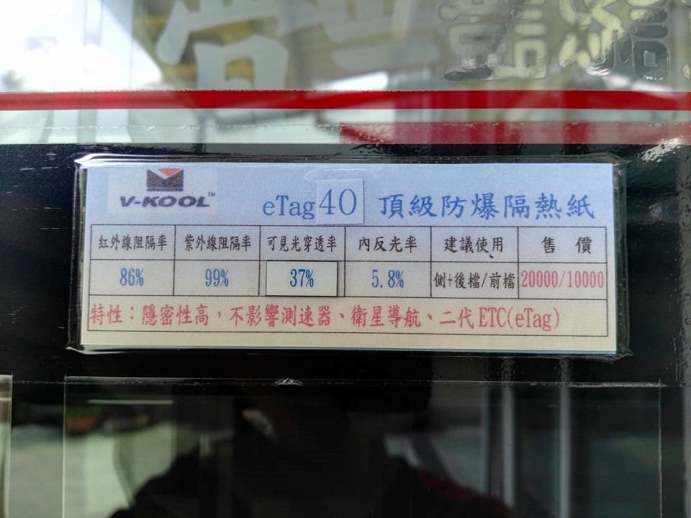 V-KOOL™ eTag40 頂級防爆隔熱紙
紅外線阻隔率 紫外線阻隔率 可見光穿透率 內反光率 建議使用 售 價
86% 99% 37% 5.8% 側+後檔/前檔 20000/10000
特性：隱密性高，不影響測速器、衛星導航、二代ETC(eTag)